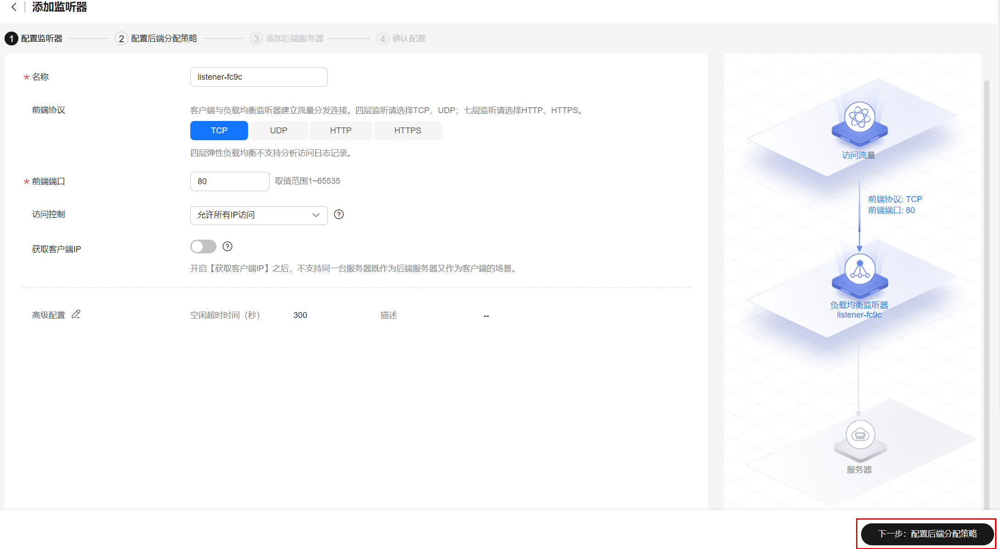 添加监听器
1 配置监听器 2 配置后端分配策略 3 添加后端服务器 4 确认配置
* 名称 listener-fc9c
前端协议 客户端与负载均衡监听器建立流量分发连接。四层监听请选择TCP、UDP；七层监听请选择HTTP、HTTPS。
TCP UDP HTTP HTTPS
四层弹性负载均衡不支持分析访问日志记录。
* 前端端口 80 取值范围1~65535
访问控制 允许所有IP访问 ?
获取客户端IP ?
开启【获取客户端IP】之后，不支持同一台服务器既作为后端服务器又作为客户端的场景。
高级配置 空闲超时时间（秒） 300 描述 --
访问流量
前端协议: TCP
前端端口: 80
负载均衡监听器
listener-fc9c
服务器
下一步：配置后端分配策略